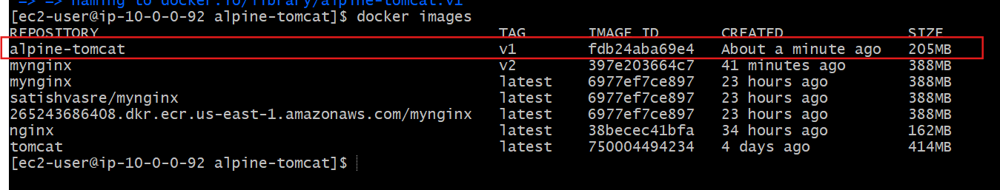 => => naming to docker.io/library/alpine-tomcat:v1
[ec2-user@ip-10-0-0-92 alpine-tomcat]$ docker images
REPOSITORY TAG IMAGE ID CREATED SIZE
alpine-tomcat v1 fdb24aba69e4 About a minute ago 205MB
mynginx v2 397e203664c7 41 minutes ago 388MB
mynginx latest 6977ef7ce897 23 hours ago 388MB
satishvasre/mynginx latest 6977ef7ce897 23 hours ago 388MB
265243686408.dkr.ecr.us-east-1.amazonaws.com/mynginx latest 6977ef7ce897 23 hours ago 388MB
nginx latest 38becec41bfa 34 hours ago 162MB
tomcat latest 750004494234 4 days ago 414MB
[ec2-user@ip-10-0-0-92 alpine-tomcat]$